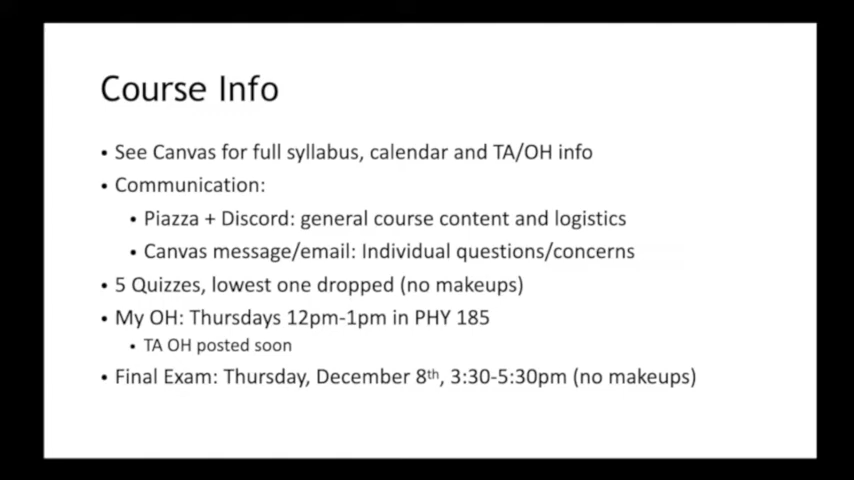 Course Info
• See Canvas for full syllabus, calendar and TA/OH info
• Communication:
• Piazza + Discord: general course content and logistics
• Canvas message/email: Individual questions/concerns
• 5 Quizzes, lowest one dropped (no makeups)
• My OH: Thursdays 12pm-1pm in PHY 185
• TA OH posted soon
• Final Exam: Thursday, December 8th, 3:30-5:30pm (no makeups)